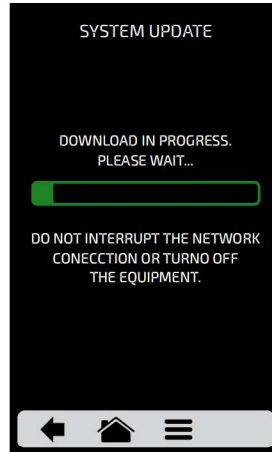 SYSTEM UPDATE
DOWNLOAD IN PROGRESS.
PLEASE WAIT...
DO NOT INTERRUPT THE NETWORK
CONECCTION OR TURNO OFF
THE EQUIPMENT.